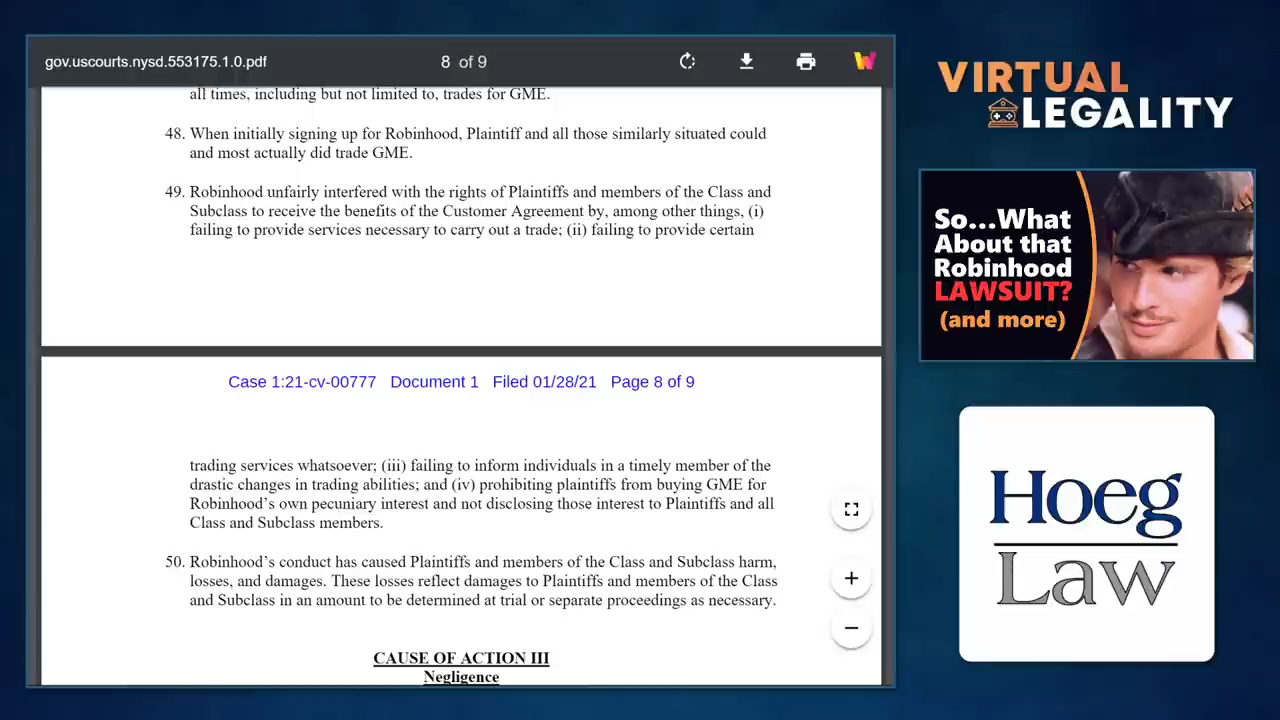 gov.uscourts.nysd.553175.1.0.pdf
8 of 9
all times, including but not limited to, trades for GME.
48. When initially signing up for Robinhood, Plaintiff and all those similarly situated could
and most actually did trade GME.
49. Robinhood unfairly interfered with the rights of Plaintiffs and members of the Class and
Subclass to receive the benefits of the Customer Agreement by, among other things, (i)
failing to provide services necessary to carry out a trade; (ii) failing to provide certain
Case 1:21-cv-00777 Document 1 Filed 01/28/21 Page 8 of 9
trading services whatsoever; (iii) failing to inform individuals in a timely member of the
drastic changes in trading abilities; and (iv) prohibiting plaintiffs from buying GME for
Robinhood's own pecuniary interest and not disclosing those interest to Plaintiffs and all
Class and Subclass members.
50. Robinhood's conduct has caused Plaintiffs and members of the Class and Subclass harm,
losses, and damages. These losses reflect damages to Plaintiffs and members of the Class
and Subclass in an amount to be determined at trial or separate proceedings as necessary.
CAUSE OF ACTION III
Negligence
VIRTUAL
LEGALITY
So...What
About that
Robinhood
LAWSUIT?
(and more)
Hoeg
Law